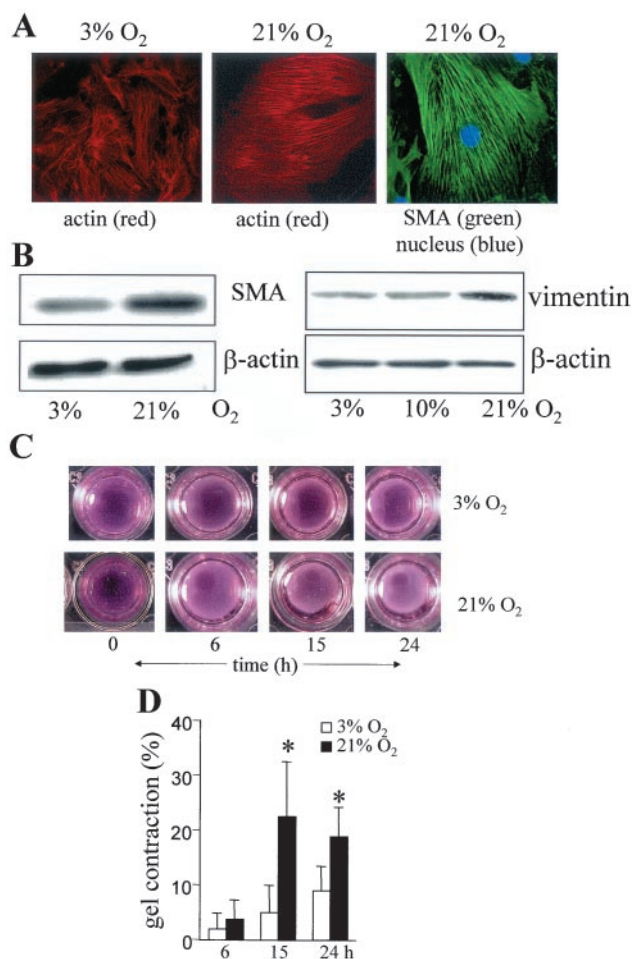 A
3% O2 21% O2 21% O2
actin (red) actin (red) SMA (green)
nucleus (blue)
B
SMA vimentin
β-actin β-actin
3% 21% O2 3% 10% 21% O2
C
3% O2
21% O2
0 6 15 24
time (h)
D
gel contraction (%)
40
30
20
10
0
3% O2
21% O2
* *
6 15 24 h